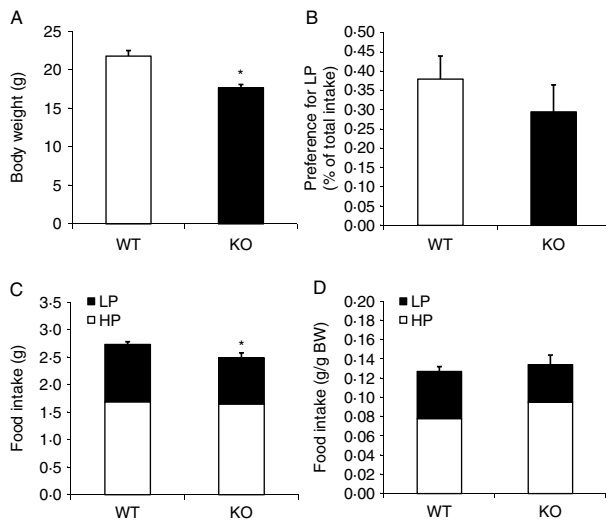 A
Body weight (g)
25
20
15
10
5
0
*
WT
KO
B
Preference for LP
(% of total intake)
0·50
0·45
0·40
0·35
0·30
0·25
0·20
0·15
0·10
0·05
0·00
WT
KO
C
LP
HP
Food intake (g)
3·5
3·0
2·5
2·0
1·5
1·0
0·5
0·0
*
WT
KO
D
LP
HP
Food intake (g/g BW)
0·20
0·18
0·16
0·14
0·12
0·10
0·08
0·06
0·04
0·02
0·00
WT
KO